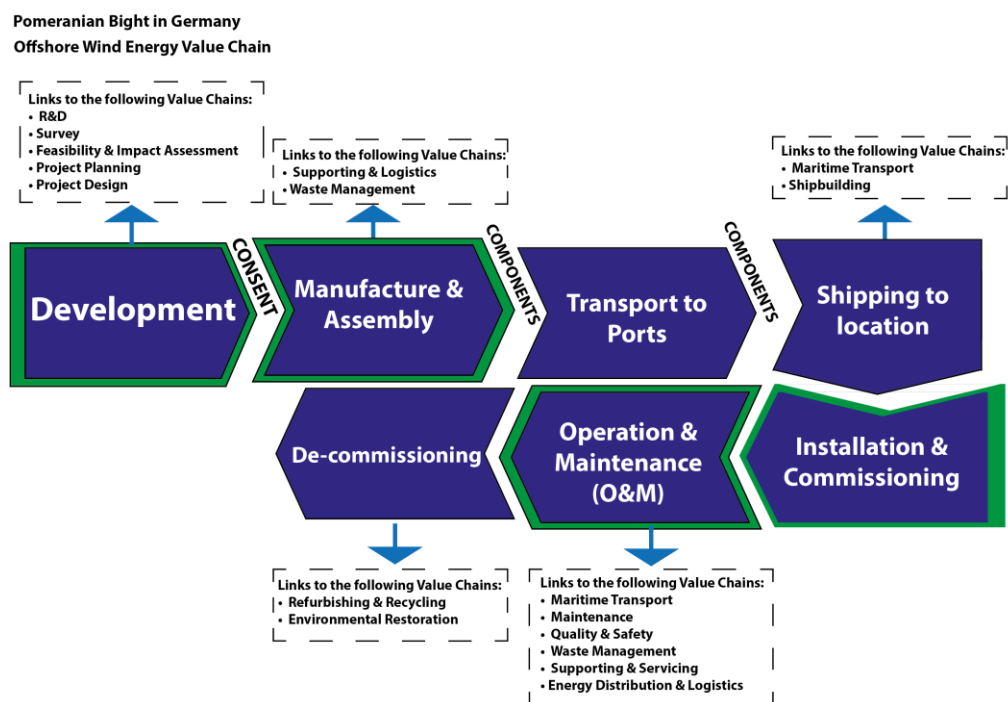 Pomeranian Bight in Germany
Offshore Wind Energy Value Chain
Links to the following Value Chains:
• R&D
• Survey
• Feasibility & Impact Assessment
• Project Planning
• Project Design
Links to the following Value Chains:
• Supporting & Logistics
• Waste Management
Links to the following Value Chains:
• Maritime Transport
• Shipbuilding
Development
CONSENT
Manufacture &
Assembly
COMPONENTS
Transport to
Ports
COMPONENTS
Shipping to
location
De-commissioning
Operation &
Maintenance
(O&M)
Installation &
Commissioning
Links to the following Value Chains:
• Refurbishing & Recycling
• Environmental Restoration
Links to the following Value Chains:
• Maritime Transport
• Maintenance
• Quality & Safety
• Waste Management
• Supporting & Servicing
• Energy Distribution & Logistics